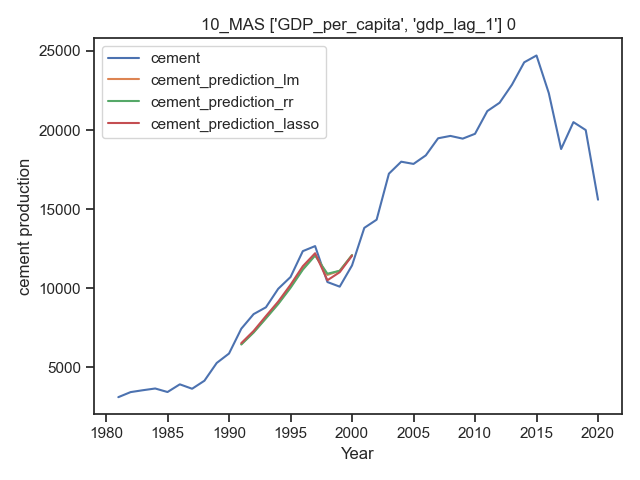 10_MAS ['GDP_per_capita', 'gdp_lag_1'] 0
25000
20000
15000
10000
5000
cement production
cement
cement_prediction_lm
cement_prediction_rr
cement_prediction_lasso
1980 1985 1990 1995 2000 2005 2010 2015 2020
Year